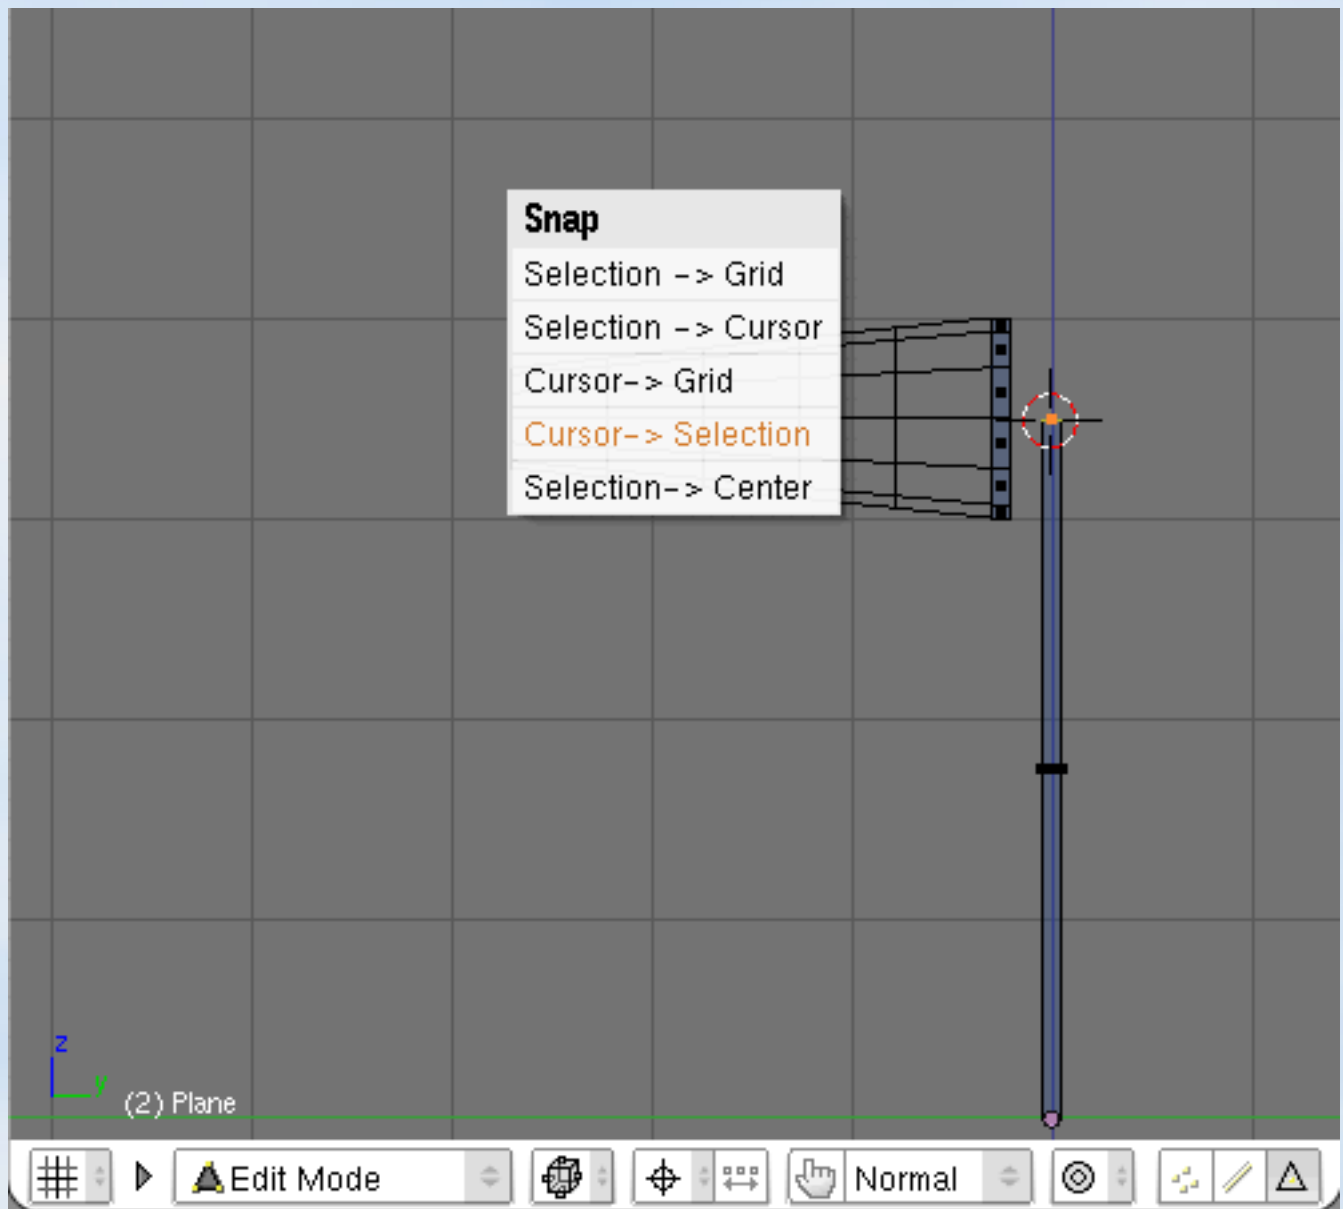 Snap
Selection -> Grid
Selection -> Cursor
Cursor-> Grid
Cursor-> Selection
Selection-> Center
z
y
(2) Plane
Edit Mode
Normal